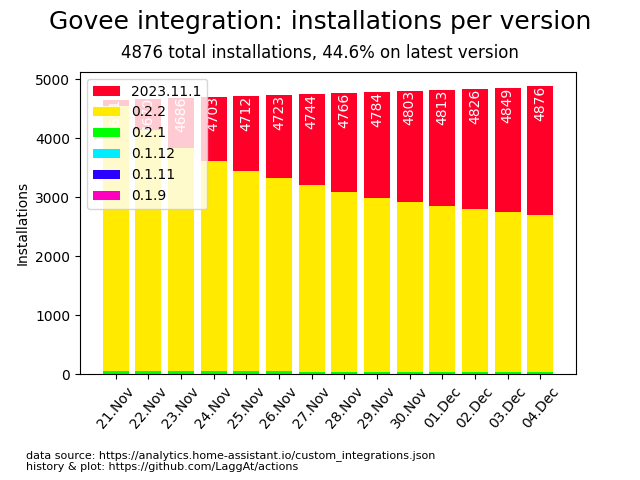 Govee integration: installations per version
4876 total installations, 44.6% on latest version
Installations
5000
4000
3000
2000
1000
0
2023.11.1
0.2.2
0.2.1
0.1.12
0.1.11
0.1.9
4686
4703
4712
4723
4744
4766
4784
4803
4813
4826
4849
4876
21.Nov
22.Nov
23.Nov
24.Nov
25.Nov
26.Nov
27.Nov
28.Nov
29.Nov
30.Nov
01.Dec
02.Dec
03.Dec
04.Dec
data source: https://analytics.home-assistant.io/custom_integrations.json
history & plot: https://github.com/LaggAt/actions